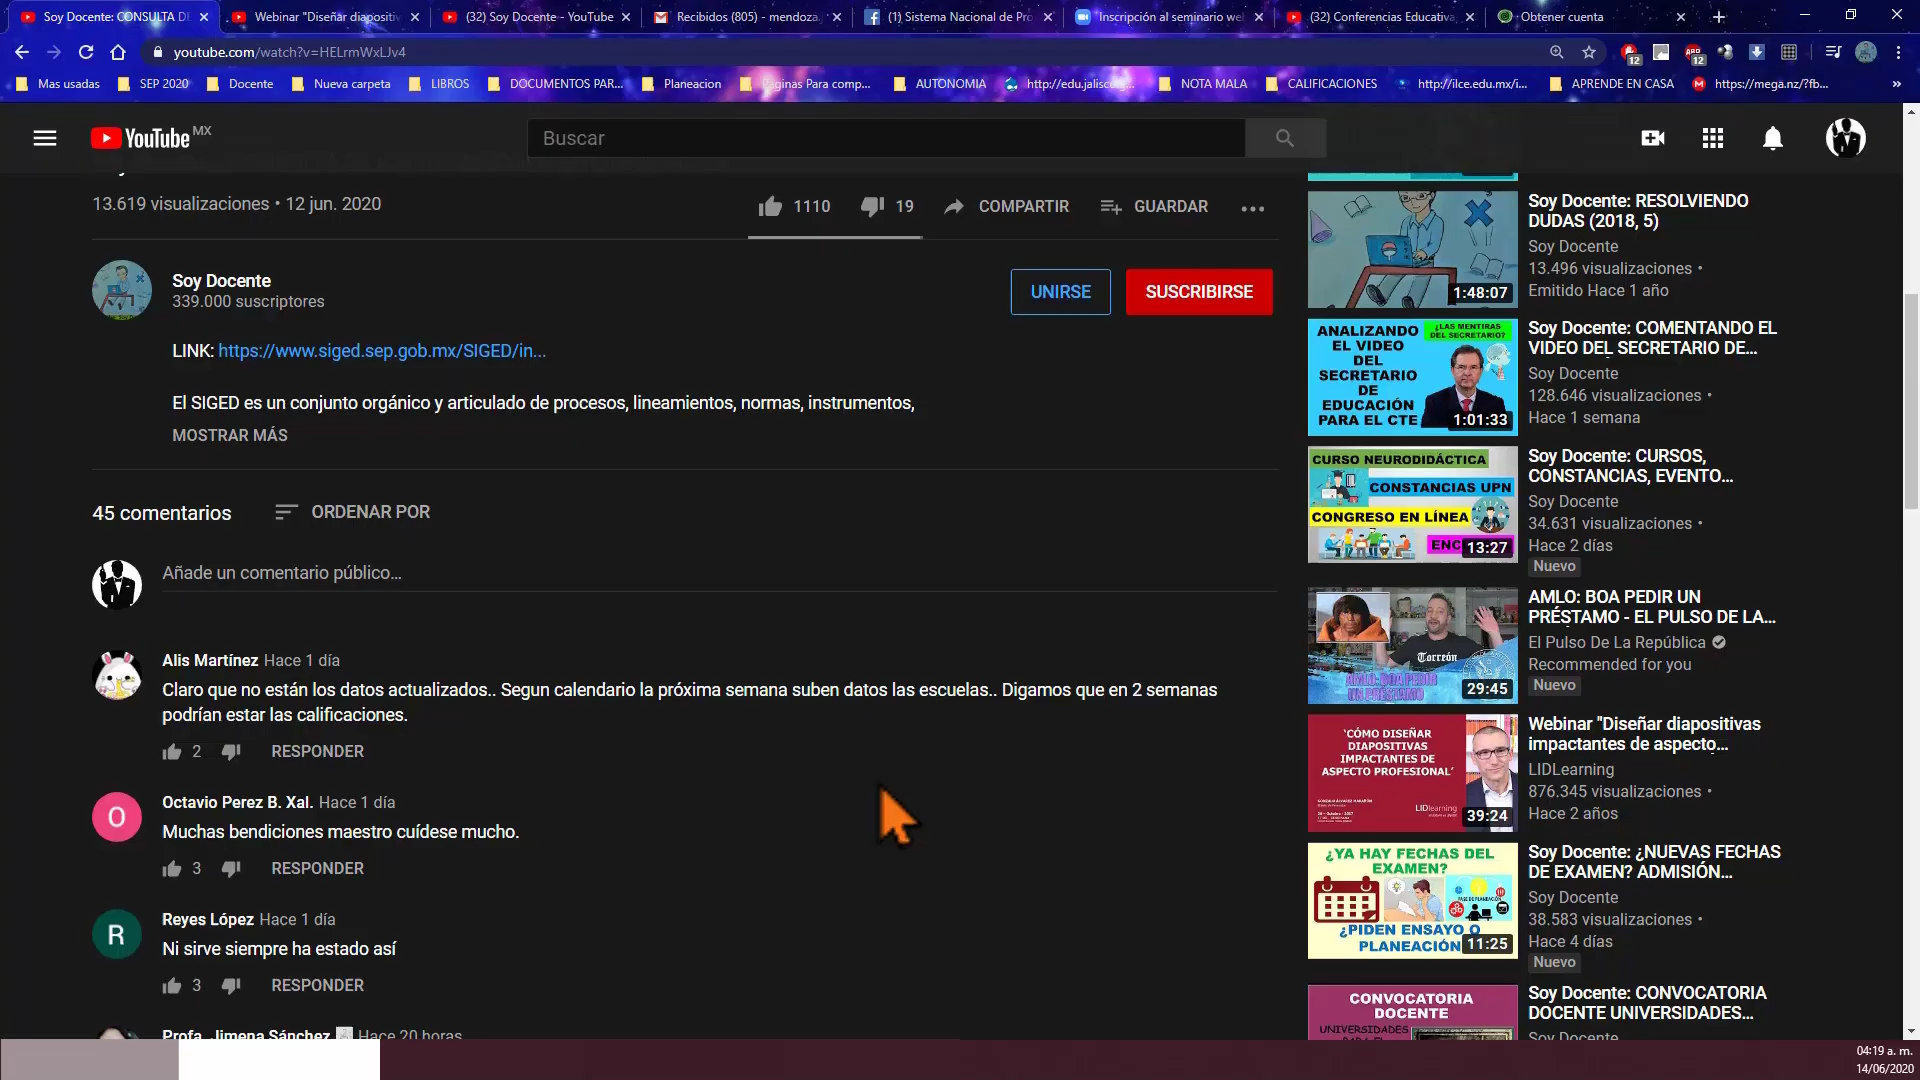 Soy Docente: CONSULTA DE
Webinar "Diseñar diapositiv
(32) Soy Docente - YouTube
Recibidos (805) - mendoza.
(1) Sistema Nacional de Pro
Inscripción al seminario we
(32) Conferencias Educativa
Obtener cuenta
youtube.com/watch?v=HELrmWxLJv4
12
12
Mas usadas
SEP 2020
Docente
Nueva carpeta
LIBROS
DOCUMENTOS PAR...
Planeacion
Paginas Para comp...
AUTONOMIA
http://edu.jalisco.g...
NOTA MALA
CALIFICACIONES
http://ilce.edu.mx/i...
APRENDE EN CASA
https://mega.nz/?fb...
YouTube MX
Buscar
13.619 visualizaciones • 12 jun. 2020
1110
19
COMPARTIR
GUARDAR
Soy Docente
339.000 suscriptores
UNIRSE
SUSCRIBIRSE
LINK: https://www.siged.sep.gob.mx/SIGED/in...
El SIGED es un conjunto orgánico y articulado de procesos, lineamientos, normas, instrumentos,
MOSTRAR MÁS
45 comentarios
ORDENAR POR
Añade un comentario público...
Alis Martínez Hace 1 día
Claro que no están los datos actualizados.. Segun calendario la próxima semana suben datos las escuelas.. Digamos que en 2 semanas
podrían estar las calificaciones.
2
RESPONDER
Octavio Perez B. Xal. Hace 1 día
Muchas bendiciones maestro cuídese mucho.
O
3
RESPONDER
Reyes López Hace 1 día
R
Ni sirve siempre ha estado así
3
RESPONDER
Profa. Jimena Sánchez Hace 20 horas
1:48:07
Soy Docente: RESOLVIENDO
DUDAS (2018, 5)
Soy Docente
13.496 visualizaciones •
Emitido Hace 1 año
ANALIZANDO
EL VIDEO
DEL
SECRETARIO
DE
EDUCACIÓN
PARA EL CTE
¿LAS MENTIRAS
DEL SECRETARIO?
1:01:33
Soy Docente: COMENTANDO EL
VIDEO DEL SECRETARIO DE...
Soy Docente
128.646 visualizaciones •
Hace 1 semana
CURSO NEURODIDÁCTICA
CONSTANCIAS UPN
CONGRESO EN LÍNEA
ENC
13:27
Soy Docente: CURSOS,
CONSTANCIAS, EVENTO...
Soy Docente
34.631 visualizaciones •
Hace 2 días
Nuevo
Torreón
AMLO: BOA PEDIR
UN PRÉSTAMO
29:45
AMLO: BOA PEDIR UN
PRÉSTAMO - EL PULSO DE LA...
El Pulso De La República
Recommended for you
Nuevo
'CÓMO DISEÑAR
DIAPOSITIVAS
IMPACTANTES DE
ASPECTO PROFESIONAL'
LIDlearning
39:24
Webinar "Diseñar diapositivas
impactantes de aspecto...
LIDLearning
876.345 visualizaciones •
Hace 2 años
¿YA HAY FECHAS DEL
EXAMEN?
FASE DE PLANEACIÓN
¿PIDEN ENSAYO O
PLANEACIÓN
11:25
Soy Docente: ¿NUEVAS FECHAS
DE EXAMEN? ADMISIÓN...
Soy Docente
38.583 visualizaciones •
Hace 4 días
Nuevo
CONVOCATORIA
DOCENTE
UNIVERSIDADES
Soy Docente: CONVOCATORIA
DOCENTE UNIVERSIDADES...
Soy Docente
04:19 a. m.
14/06/2020